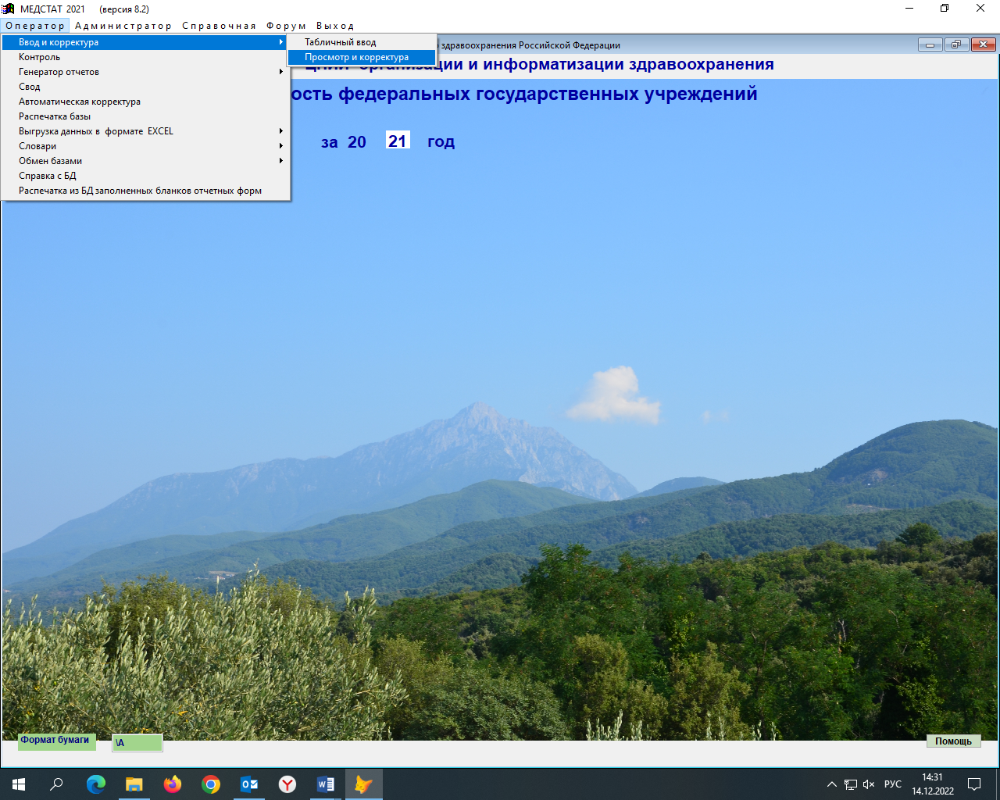 МЕДСТАТ 2021 (версия 8.2)
Оператор Администратор Справочная Форум Выход
здравоохранения Российской Федерации
Ввод и корректура
Контроль
Генератор отчетов
Свод
Автоматическая корректура
Распечатка базы
Выгрузка данных в формате EXCEL
Словари
Обмен базами
Справка с БД
Распечатка из БД заполненных бланков отчетных форм
Табличный ввод
Просмотр и корректура
организации и информатизации здравоохранения
ость федеральных государственных учреждений
за 20 21 год
Формат бумаги \A
Помощь
РУС
14:31
14.12.2022